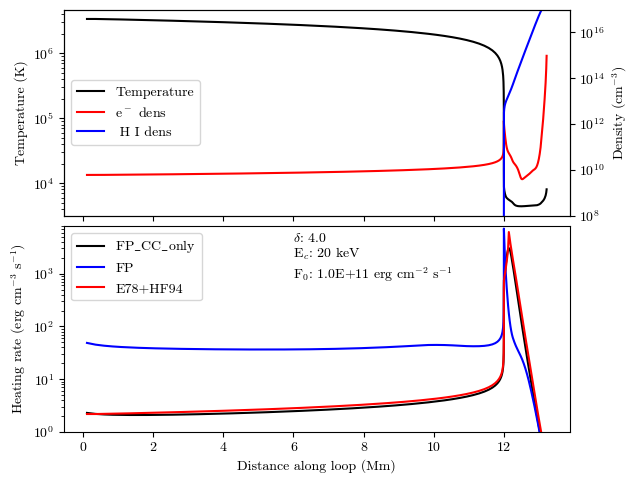 10^16
10^6
10^14
Temperature (K)
Density (cm^−3)
Temperature
e^− dens
H I dens
10^5
10^12
10^10
10^4
10^8
FP_CC_only
FP
E78+HF94
δ: 4.0
E_c: 20 keV
F_0: 1.0E+11 erg cm^−2 s^−1
Heating rate (erg cm^−3 s^−1)
10^3
10^2
10^1
10^0
0 2 4 6 8 10 12
Distance along loop (Mm)